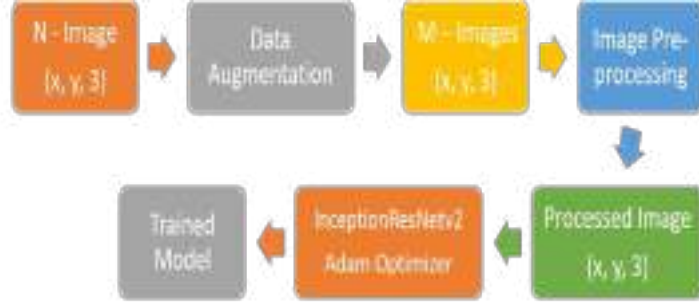 N - Image
(x, y, 3)
Data
Augmentation
M - Images
(x, y, 3)
Image Pre-
processing
Processed Image
(x, y, 3)
InceptionResNetv2
Adam Optimizer
Trained
Model